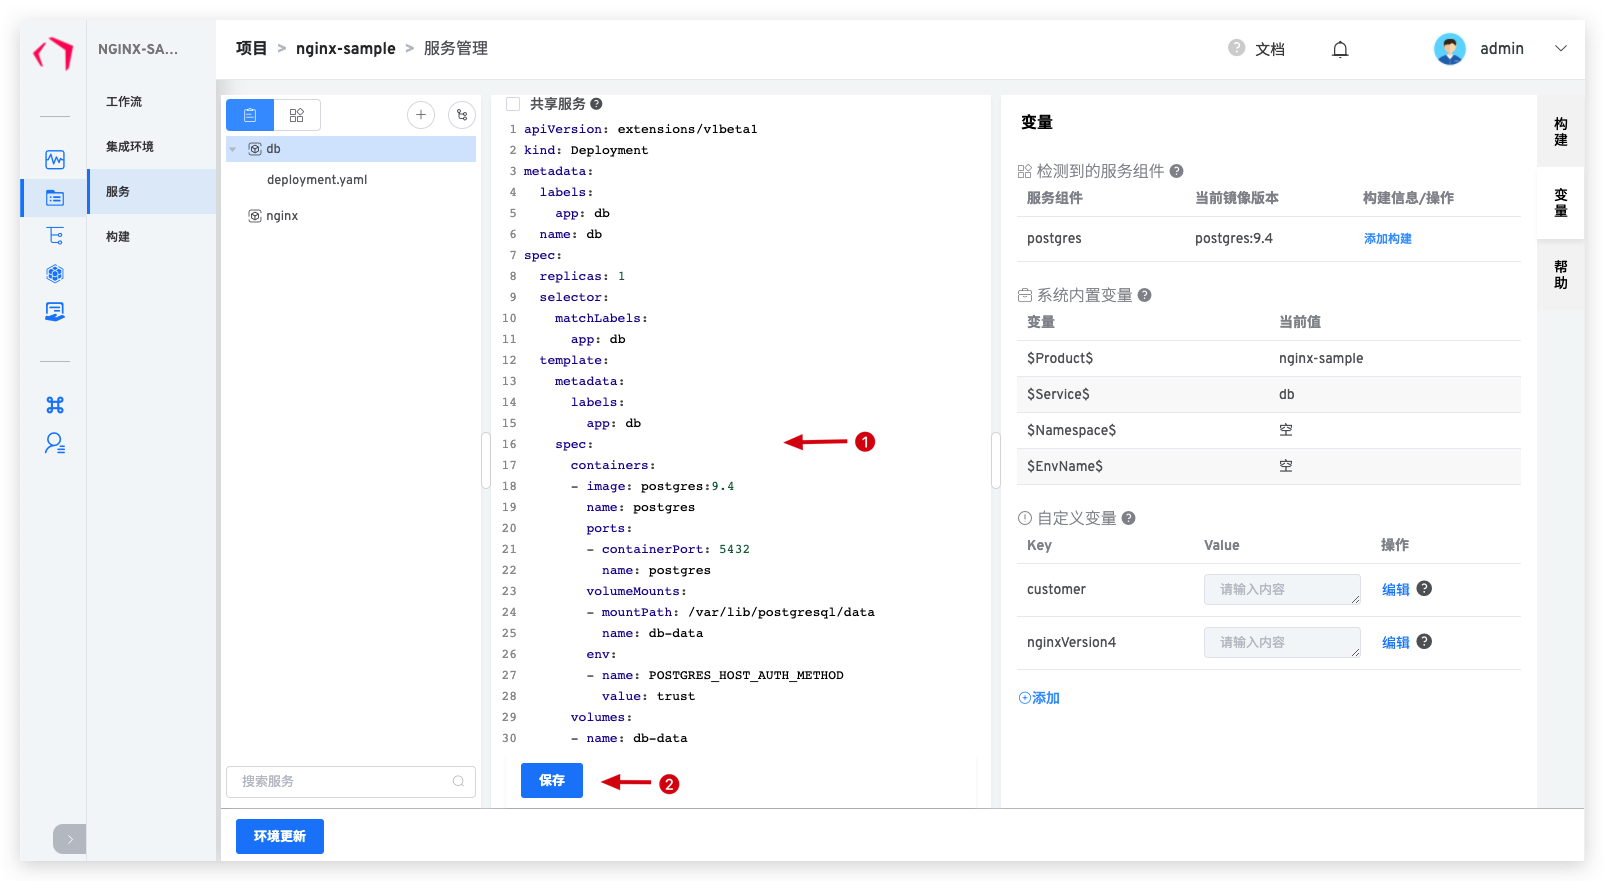 NGINX-SA...
工作流
集成环境
服务
构建
项目 > nginx-sample > 服务管理
文档
admin
db
deployment.yaml
nginx
搜索服务
共享服务
1 apiVersion: extensions/v1beta1
2 kind: Deployment
3 metadata:
4 labels:
5 app: db
6 name: db
7 spec:
8 replicas: 1
9 selector:
10 matchLabels:
11 app: db
12 template:
13 metadata:
14 labels:
15 app: db
16 spec:
17 containers:
18 - image: postgres:9.4
19 name: postgres
20 ports:
21 - containerPort: 5432
22 name: postgres
23 volumeMounts:
24 - mountPath: /var/lib/postgresql/data
25 name: db-data
26 env:
27 - name: POSTGRES_HOST_AUTH_METHOD
28 value: trust
29 volumes:
30 - name: db-data
1
保存
2
环境更新
变量
检测到的服务组件
服务组件 当前镜像版本 构建信息/操作
postgres postgres:9.4 添加构建
系统内置变量
变量 当前值
$Product$ nginx-sample
$Service$ db
$Namespace$ 空
$EnvName$ 空
自定义变量
Key Value 操作
customer 请输入内容 编辑
nginxVersion4 请输入内容 编辑
添加
构建
变量
帮助